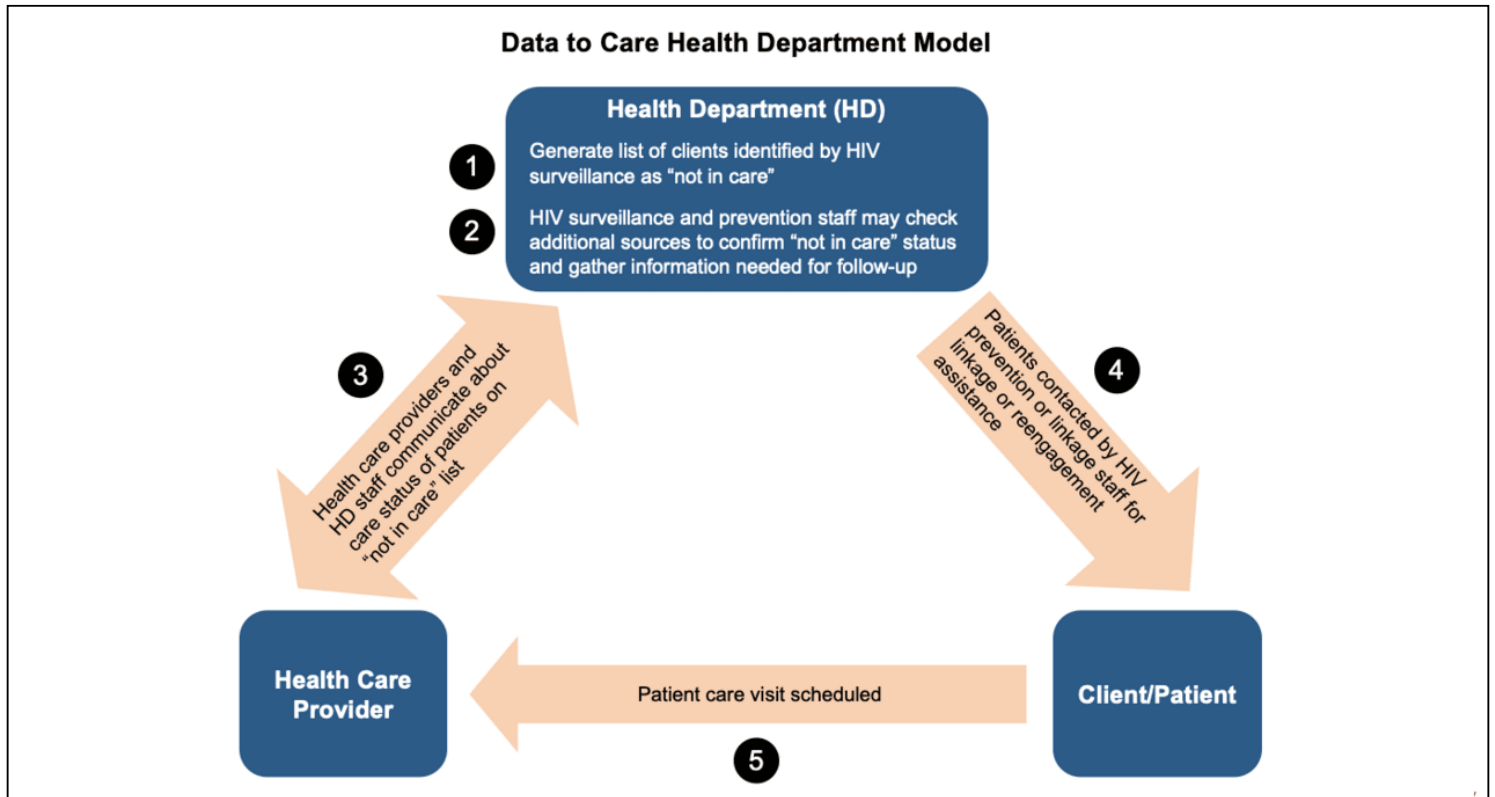 Data to Care Health Department Model
Health Department (HD)
1
Generate list of clients identified by HIV
surveillance as “not in care”
2
HIV surveillance and prevention staff may check
additional sources to confirm “not in care” status
and gather information needed for follow-up
3
Health care providers and
HD staff communicate about
care status of patients on
“not in care” list
4
Patients contacted by HIV
prevention or linkage staff for
linkage or reengagement
assistance
Health Care
Provider
Patient care visit scheduled
5
Client/Patient